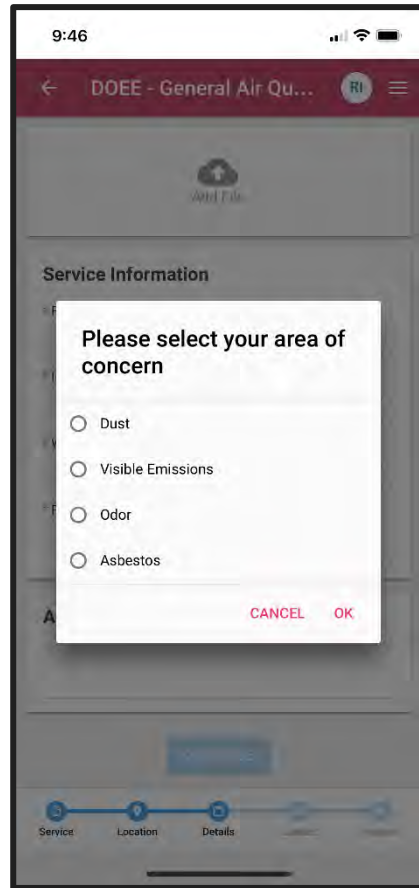 9:46
DOEE - General Air Qu...
RI
Add File
Service Information
Please select your area of
concern
Dust
Visible Emissions
Odor
Asbestos
CANCEL
OK
A
Service
Location
Details